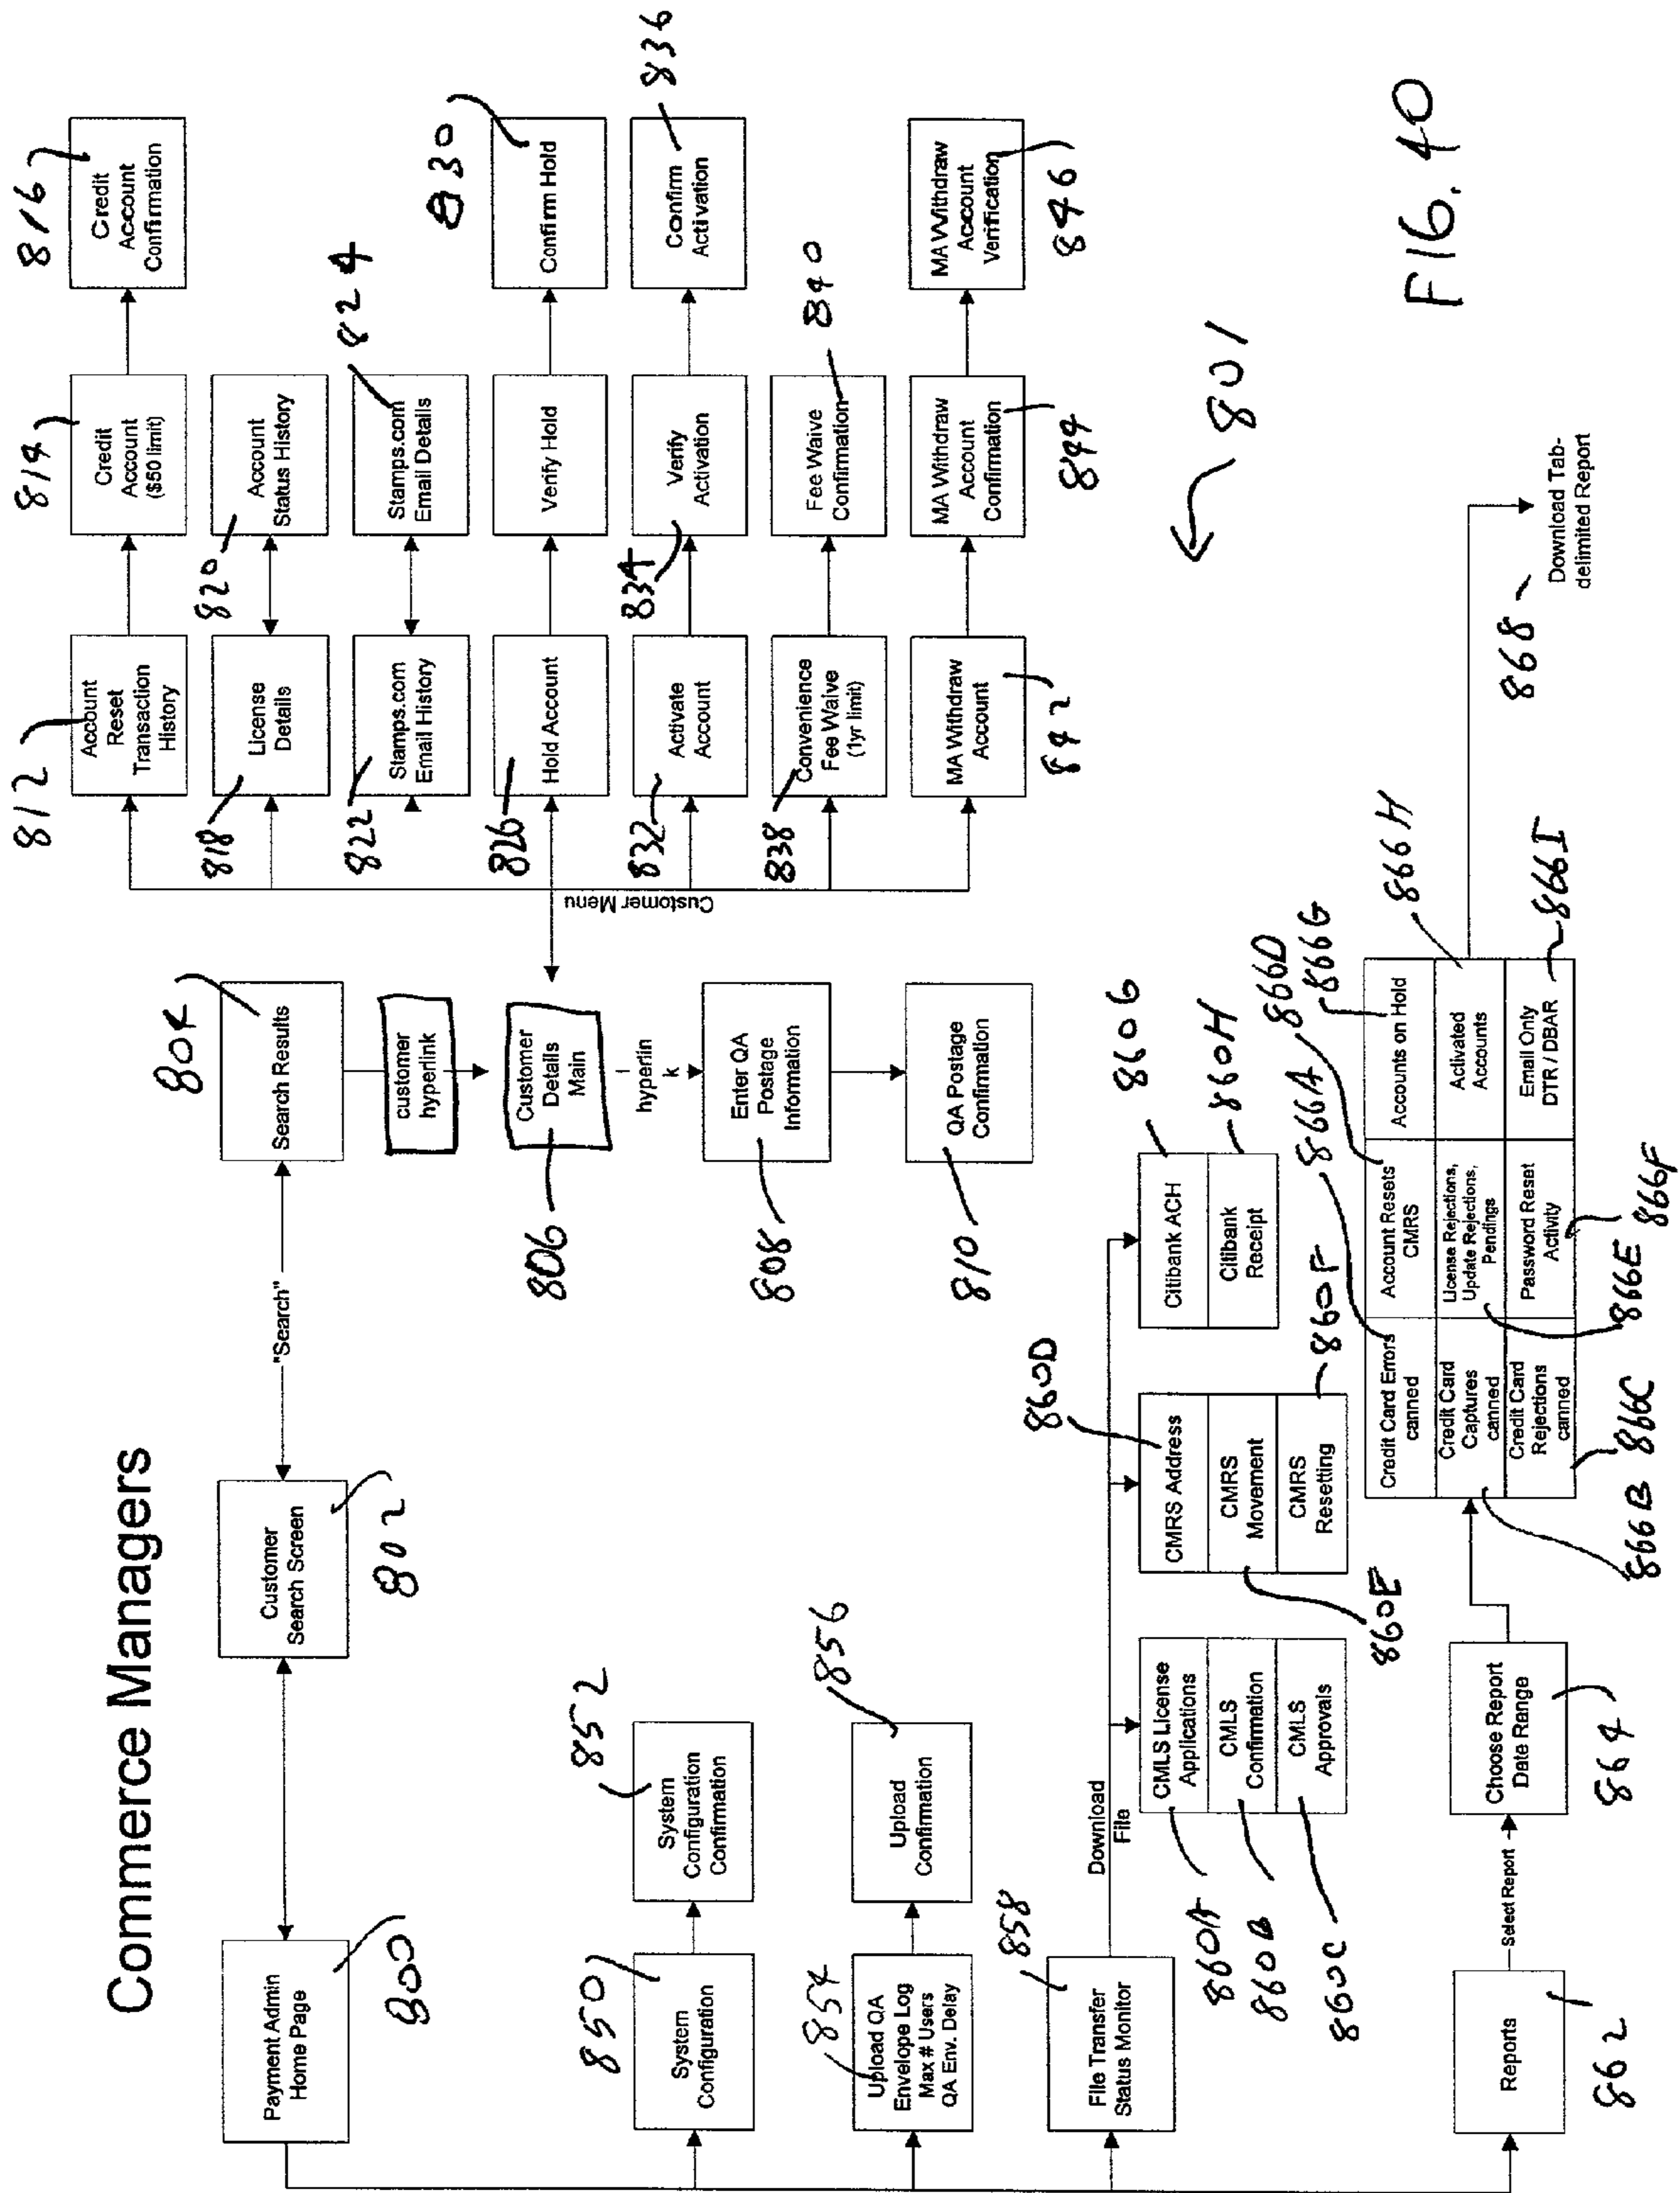 Commerce Managers
Payment Admin
Home Page
800
Customer
Search Screen
802
"Search"
Search Results
804
customer
hyperlink
Customer
Details
Main
806
hyperlin
k
Enter QA
Postage
Information
808
QA Postage
Confirmation
810
Customer Menu
812
Account
Reset
Transaction
History
814
Credit
Account
($50 limit)
816
Credit
Account
Confirmation
818
License
Details
820
Account
Status History
822
Stamps.com
Email History
824
Stamps.com
Email Details
826
Hold Account
Verify Hold
830
Confirm Hold
832
Activate
Account
834
Verify
Activation
836
Confirm
Activation
838
Convenience
Fee Waive
(1yr limit)
Fee Waive
Confirmation
840
MA Withdraw
Account
842
MA Withdraw
Account
Confirmation
844
MA Withdraw
Account
Verification
846
801
850
System
Configuration
852
System
Configuration
Confirmation
854
Upload QA
Envelope Log
Max # Users
QA Env. Delay
856
Upload
Confirmation
858
File Transfer
Status Monitor
Download
File
CMLS License
Applications
CMLS
Confirmation
CMLS
Approvals
860A
860B
860C
860D
CMRS Address
CMRS
Movement
CMRS
Resetting
860E
860F
Citibank ACH
Citibank
Receipt
860G
860H
Reports
862
Select Report
Choose Report
Date Range
864
Credit Card Errors
canned
Account Resets
CMRS
Accounts on Hold
Credit Card
Captures
canned
License Rejections,
Update Rejections,
Pendings
Activated
Accounts
Credit Card
Rejections
canned
Password Reset
Activity
Email Only
DTR / DBAR
866A
866B
866C
866D
866E
866F
866G
866H
866I
868
Download Tab-
delimited Report
FIG. 40